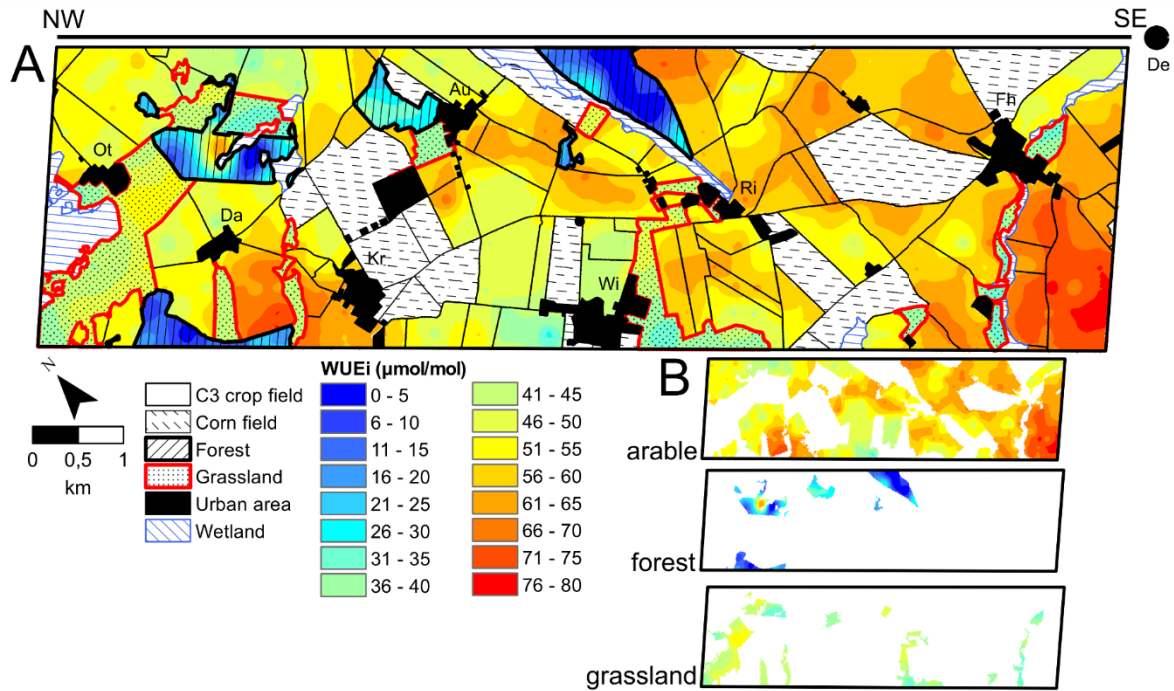 NW
SE
A
De
Au
Fh
Ot
Ri
Da
Kr
Wi
N
0 0,5 1
km
C3 crop field
Corn field
Forest
Grassland
Urban area
Wetland
WUEi (µmol/mol)
0 - 5
6 - 10
11 - 15
16 - 20
21 - 25
26 - 30
31 - 35
36 - 40
41 - 45
46 - 50
51 - 55
56 - 60
61 - 65
66 - 70
71 - 75
76 - 80
B
arable
forest
grassland